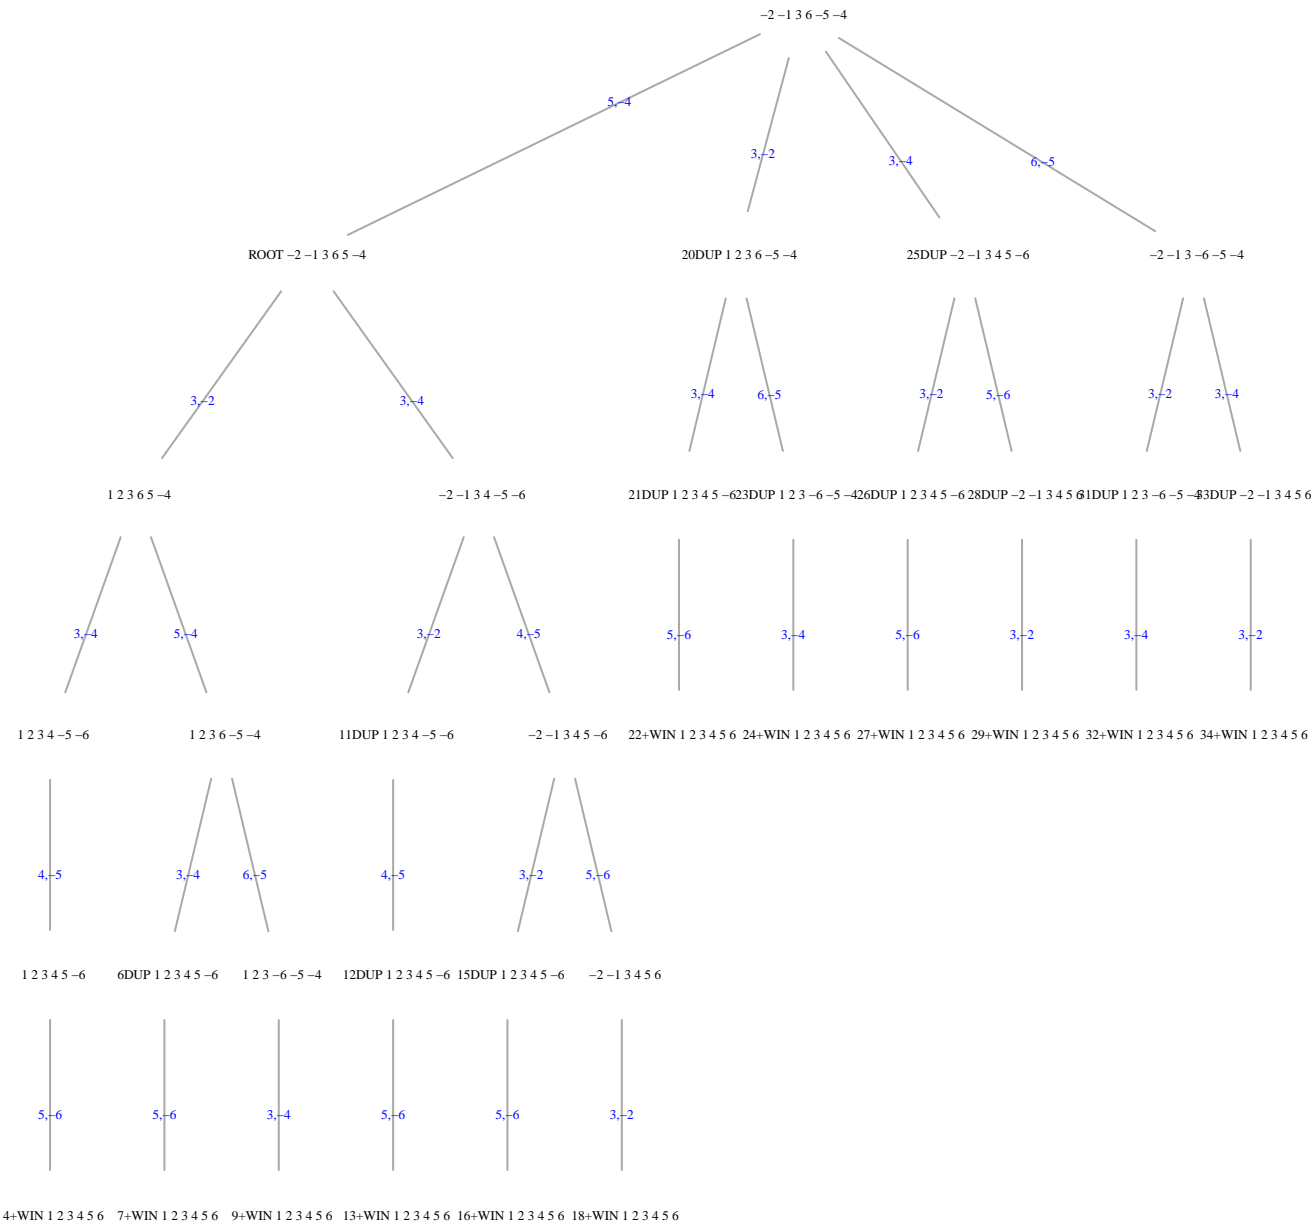 −2 −1 3 6 −5 −4
5,−4
3,−2
3,−4
6,−5
ROOT −2 −1 3 6 5 −4
20DUP 1 2 3 6 −5 −4
25DUP −2 −1 3 4 5 −6
−2 −1 3 −6 −5 −4
3,−2
3,−4
3,−4
6,−5
3,−2
5,−6
3,−2
3,−4
1 2 3 6 5 −4
−2 −1 3 4 −5 −6
21DUP 1 2 3 4 5 −6
23DUP 1 2 3 −6 −5 −4
26DUP 1 2 3 4 5 −6
28DUP −2 −1 3 4 5 6
31DUP 1 2 3 −6 −5 −4
33DUP −2 −1 3 4 5 6
3,−4
5,−4
3,−2
4,−5
5,−6
3,−4
5,−6
3,−2
3,−4
3,−2
1 2 3 4 −5 −6
1 2 3 6 −5 −4
11DUP 1 2 3 4 −5 −6
−2 −1 3 4 5 −6
22+WIN 1 2 3 4 5 6
24+WIN 1 2 3 4 5 6
27+WIN 1 2 3 4 5 6
29+WIN 1 2 3 4 5 6
32+WIN 1 2 3 4 5 6
34+WIN 1 2 3 4 5 6
4,−5
3,−4
6,−5
4,−5
3,−2
5,−6
1 2 3 4 5 −6
6DUP 1 2 3 4 5 −6
1 2 3 −6 −5 −4
12DUP 1 2 3 4 5 −6
15DUP 1 2 3 4 5 −6
−2 −1 3 4 5 6
5,−6
5,−6
3,−4
5,−6
5,−6
3,−2
4+WIN 1 2 3 4 5 6
7+WIN 1 2 3 4 5 6
9+WIN 1 2 3 4 5 6
13+WIN 1 2 3 4 5 6
16+WIN 1 2 3 4 5 6
18+WIN 1 2 3 4 5 6